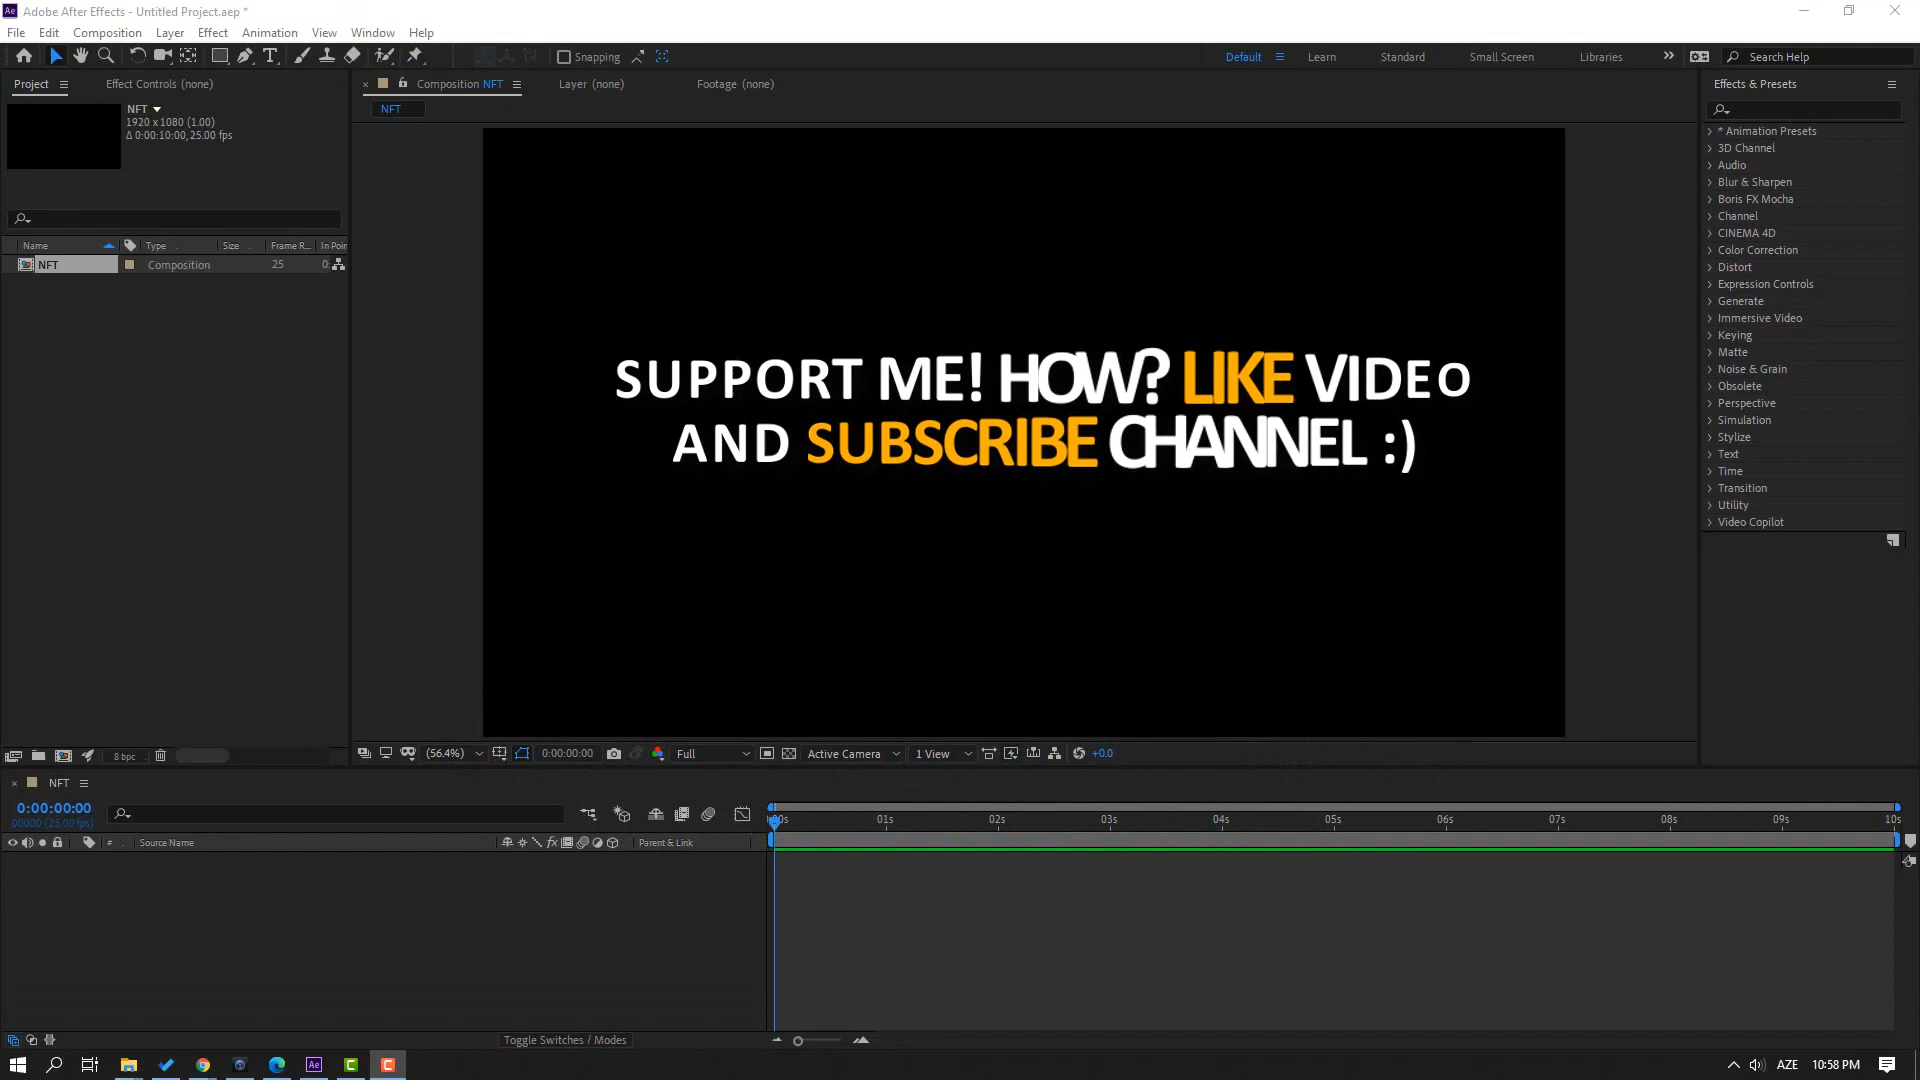 Adobe After Effects - Untitled Project.aep *
File Edit Composition Layer Effect Animation View Window Help
Snapping
Default Learn Standard Small Screen Libraries Search Help
Project Effect Controls (none)
Composition NFT Layer (none) Footage (none)
Effects & Presets
NFT
1920 x 1080 (1.00)
Δ 0:00:10:00, 25.00 fps
NFT
* Animation Presets
3D Channel
Audio
Blur & Sharpen
Boris FX Mocha
Channel
CINEMA 4D
Color Correction
Distort
Expression Controls
Generate
Immersive Video
Keying
Matte
Noise & Grain
Obsolete
Perspective
Simulation
Stylize
Text
Time
Transition
Utility
Video Copilot
Name Type Size Frame R... In Poin
NFT Composition 25 0:
SUPPORT ME! HOW? LIKE VIDEO
AND SUBSCRIBE CHANNEL :)
8 bpc
(56.4%) 0:00:00:00 Full Active Camera 1 View +0.0
NFT
0:00:00:00
00000 (25.00 fps)
:00s 01s 02s 03s 04s 05s 06s 07s 08s 09s 10s
# Source Name fx Parent & Link
Toggle Switches / Modes
AZE 10:58 PM